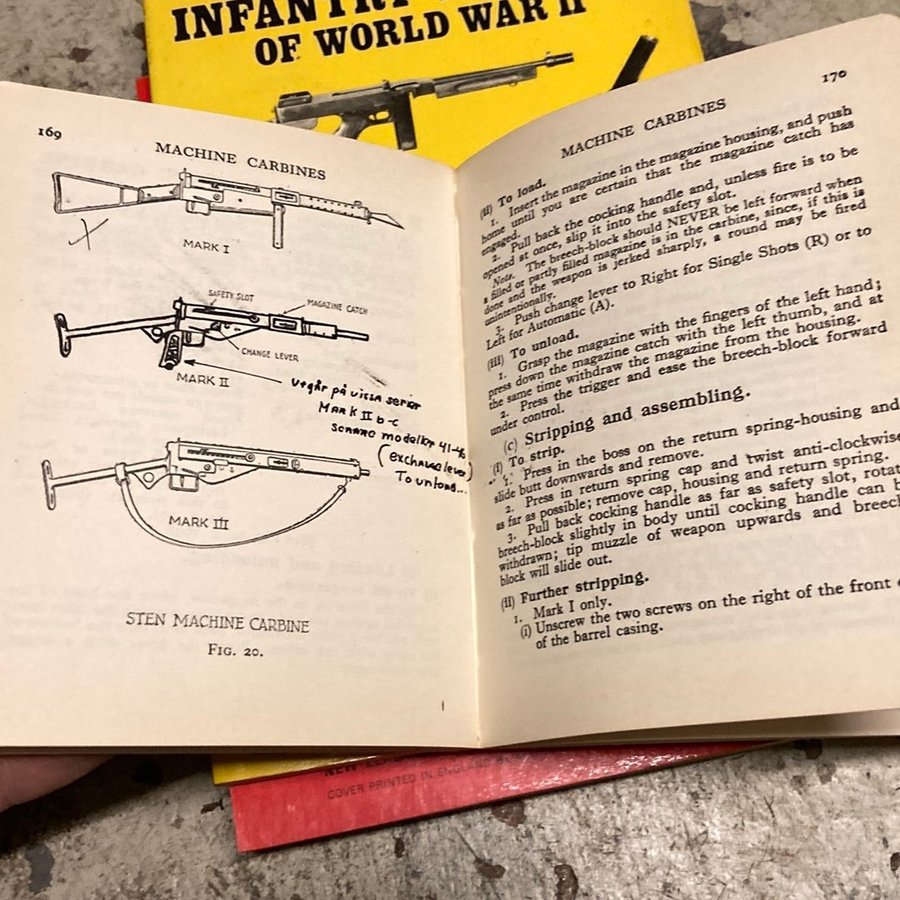 INFANTRY
OF WORLD WAR II
169
MACHINE CARBINES
MARK I
SAFETY SLOT
MAGAZINE CATCH
CHANGE LEVER
MARK II
utgår på vissa serier
MARK II b-c
senare modeller 41-46
To unload...
MARK III
STEN MACHINE CARBINE
FIG. 20.
170
MACHINE CARBINES
(ii) To load.
1. Insert the magazine in the magazine housing, and push
home until you are certain that the magazine catch has
engaged.
2. Pull back the cocking handle and, unless fire is to be
opened at once, slip it into the safety slot.
Note. The breech-block should NEVER be left forward when
a filled or partly filled magazine is in the carbine, since, if this is
done and the weapon is jerked sharply, a round may be fired
unintentionally.
3. Push change lever to Right for Single Shots (R) or to
Left for Automatic (A).
(iii) To unload.
1. Grasp the magazine with the fingers of the left hand;
press down the magazine catch with the left thumb, and at
the same time withdraw the magazine from the housing.
2. Press the trigger and ease the breech-block forward
under control.
(c) Stripping and assembling.
(i) To strip.
1. Press in the boss on the return spring-housing and
slide butt downwards and remove.
2. Press in return spring cap and twist anti-clockwise
as far as possible; remove cap, housing and return spring.
3. Pull back cocking handle as far as safety slot, rotat
breech-block slightly in body until cocking handle can b
withdrawn; tip muzzle of weapon upwards and breech
block will slide out.
(ii) Further stripping.
1. Mark I only.
(i) Unscrew the two screws on the right of the front
of the barrel casing.
COVER PRINTED IN ENGLAND